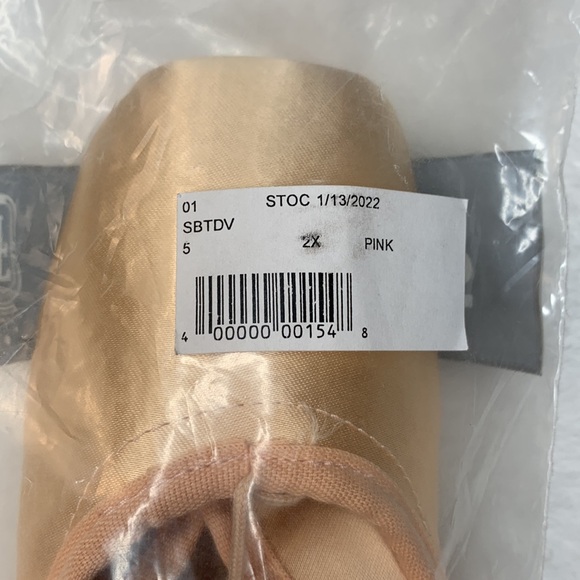 01 STOC 1/13/2022
SBTDV
5 2X PINK
4 00000 00154 8